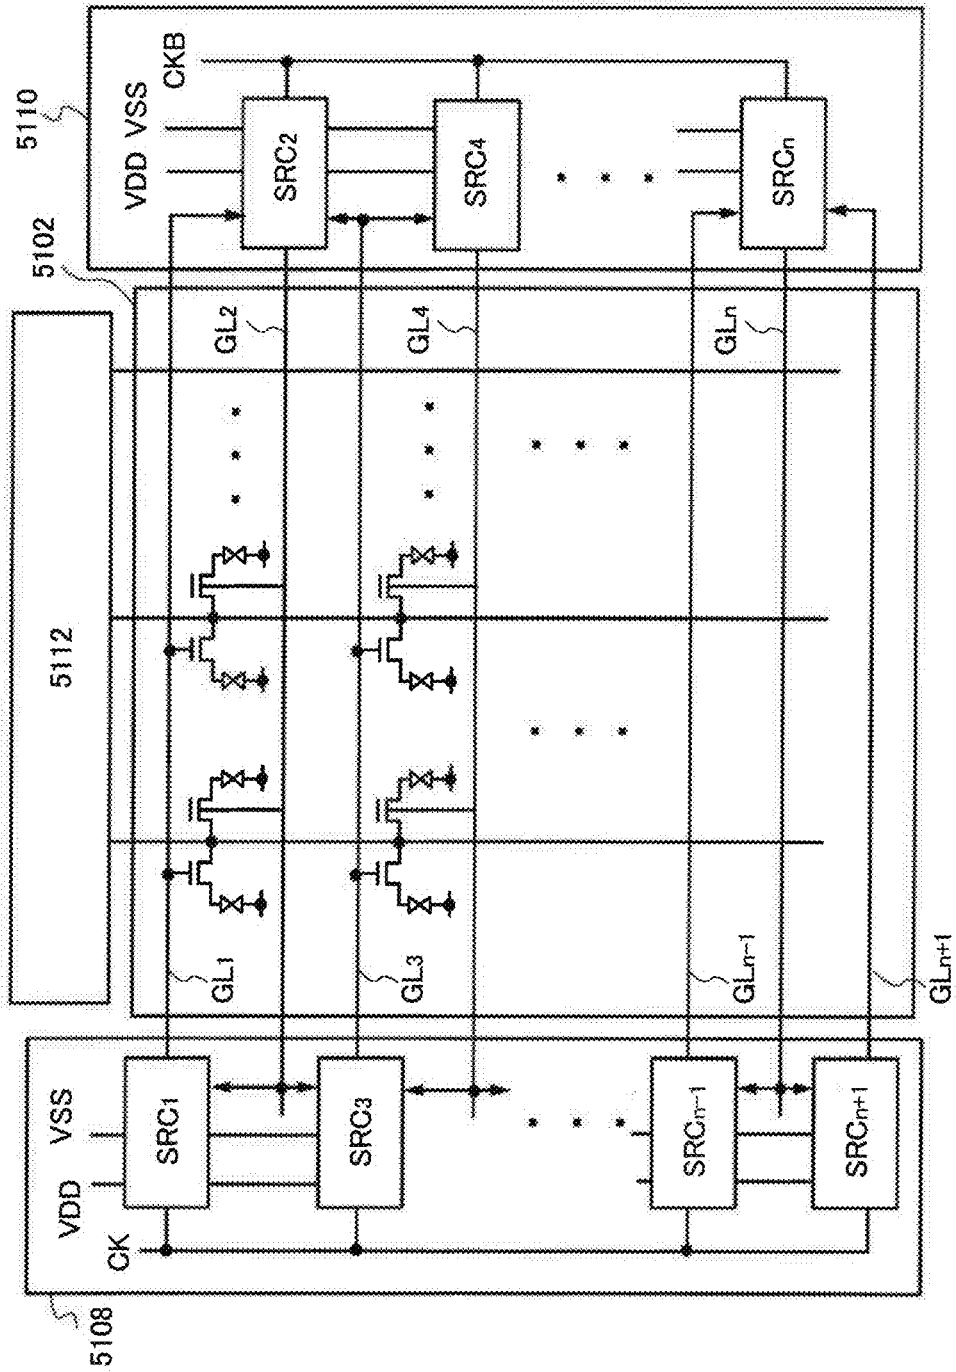 5110
VDD VSS
CKB
SRC2
SRC4
SRCn
5102
GL2
GL4
GLn
5112
GL1
GL3
GLn-1
GLn+1
VDD
VSS
CK
SRC1
SRC3
SRCn-1
SRCn+1
5108